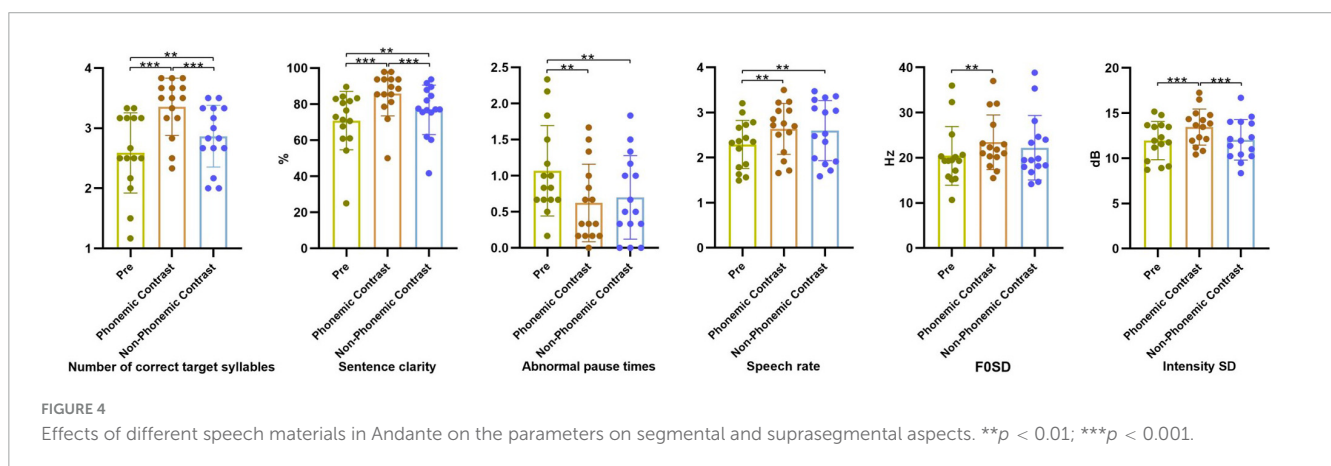 ** ** ** ** ** *** ***
*** *** *** *** ** **
4 100 2.5 4 Hz 40 dB 20
80 2.0 3 30 15
3 % 60 1.5 2 20 10
2 40 1.0 1 10 5
20 0.5
1 0 0.0 0 0 0
Pre Phonemic Contrast Non-Phonemic Contrast
Pre Phonemic Contrast Non-Phonemic Contrast
Pre Phonemic Contrast Non-Phonemic Contrast
Pre Phonemic Contrast Non-Phonemic Contrast
Pre Phonemic Contrast Non-Phonemic Contrast
Pre Phonemic Contrast Non-Phonemic Contrast
Number of correct target syllables Sentence clarity Abnormal pause times Speech rate F0SD Intensity SD
FIGURE 4
Effects of different speech materials in Andante on the parameters on segmental and suprasegmental aspects. **p < 0.01; ***p < 0.001.